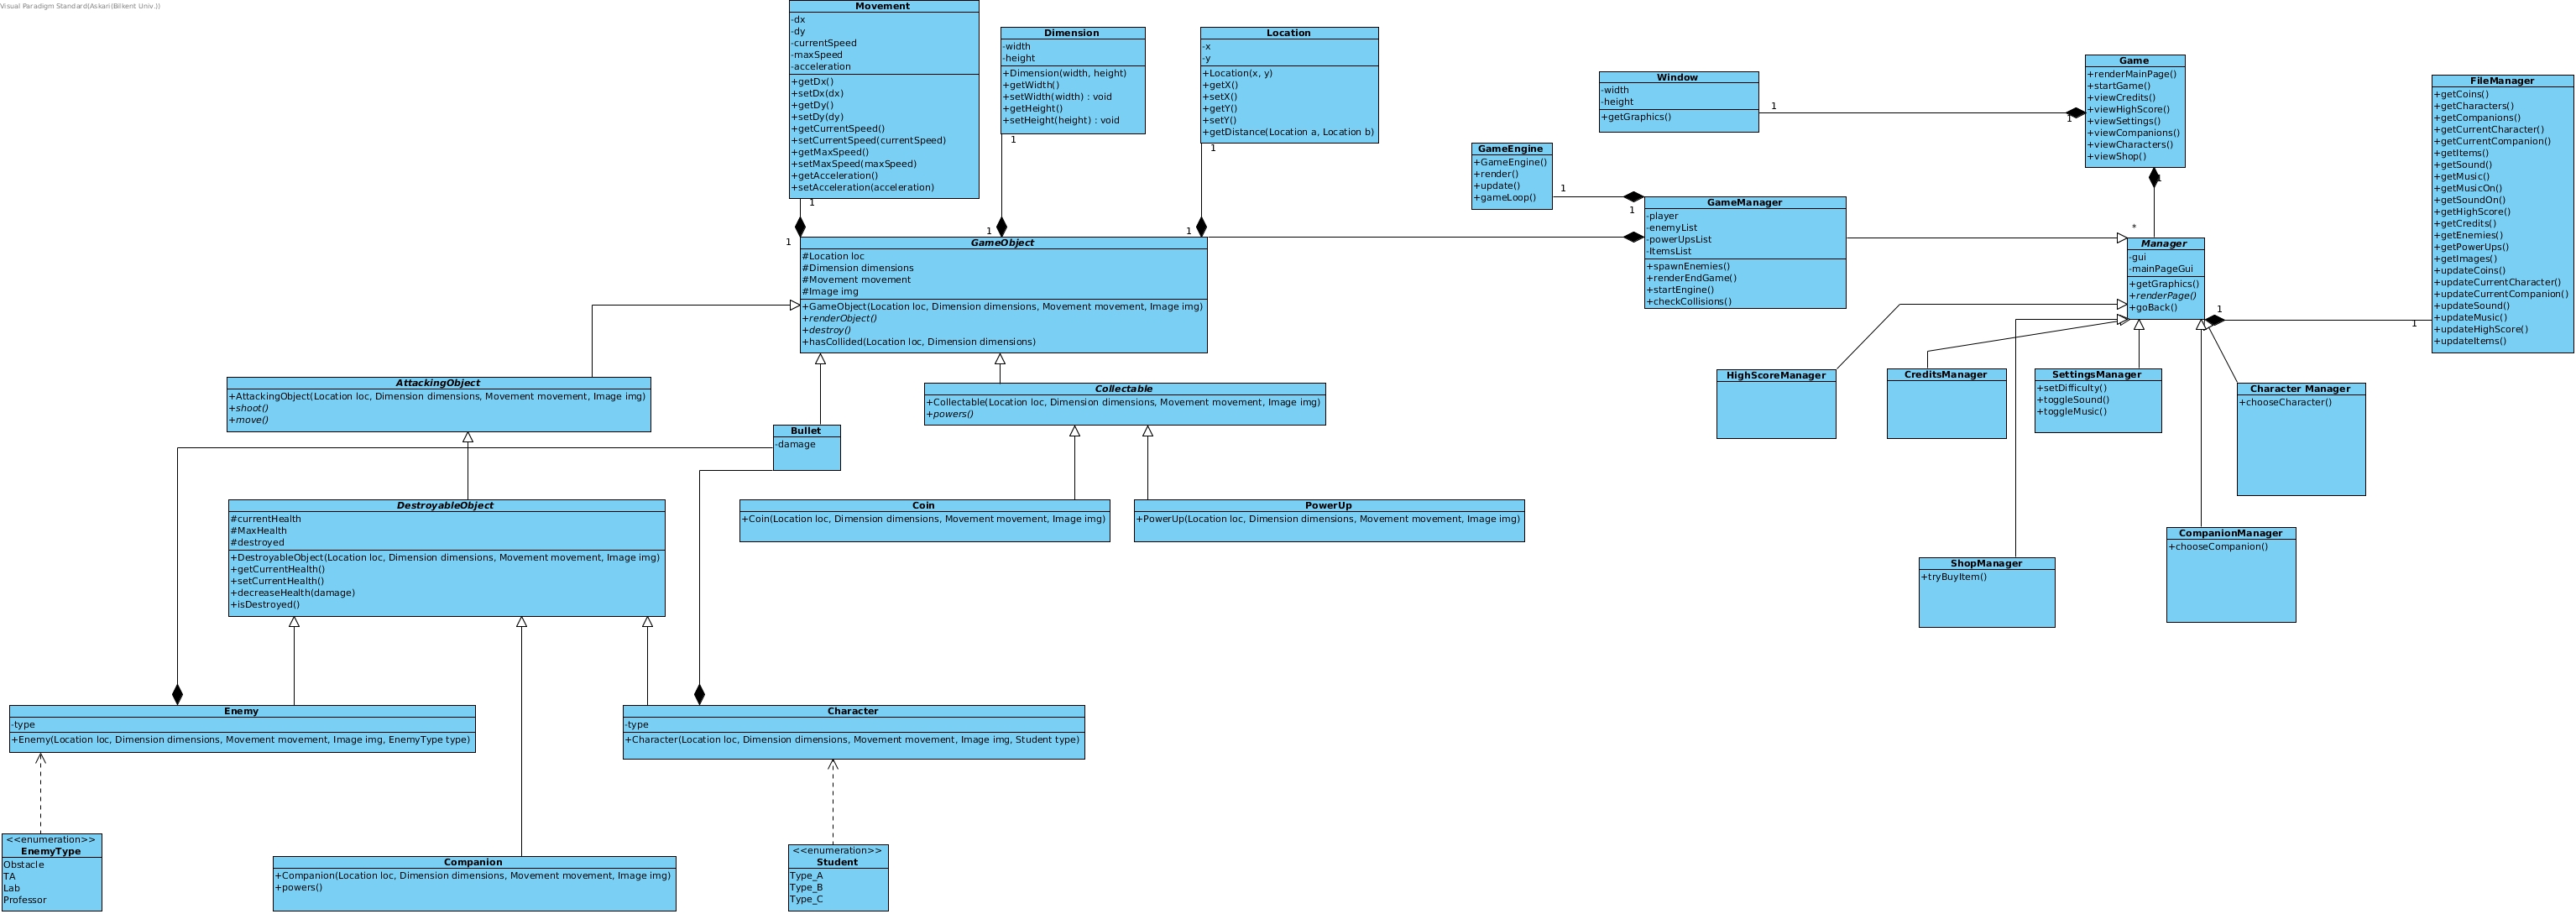 Visual Paradigm Standard(Askari(Bilkent Univ.))
Movement
-dx
-dy
-currentSpeed
-maxSpeed
-acceleration
+getDx()
+setDx(dx)
+getDy()
+setDy(dy)
+getCurrentSpeed()
+setCurrentSpeed(currentSpeed)
+getMaxSpeed()
+setMaxSpeed(maxSpeed)
+getAcceleration()
+setAcceleration(acceleration)
1
1
Dimension
-width
-height
+Dimension(width, height)
+getWidth()
+setWidth(width) : void
+getHeight()
+setHeight(height) : void
1
1
Location
-x
-y
+Location(x, y)
+getX()
+setX()
+getY()
+setY()
+getDistance(Location a, Location b)
1
1
Window
-width
-height
+getGraphics()
1
1
Game
+renderMainPage()
+startGame()
+viewCredits()
+viewHighScore()
+viewSettings()
+viewCompanions()
+viewCharacters()
+viewShop()
1
*
FileManager
+getCoins()
+getCharacters()
+getCompanions()
+getCurrentCharacter()
+getCurrentCompanion()
+getItems()
+getSound()
+getMusic()
+getMusicOn()
+getSoundOn()
+getHighScore()
+getCredits()
+getEnemies()
+getPowerUps()
+getImages()
+updateCoins()
+updateCurrentCharacter()
+updateCurrentCompanion()
+updateSound()
+updateMusic()
+updateHighScore()
+updateItems()
1
1
GameEngine
+GameEngine()
+render()
+update()
+gameLoop()
1
1
GameManager
-player
-enemyList
-powerUpsList
-ItemsList
+spawnEnemies()
+renderEndGame()
+startEngine()
+checkCollisions()
Manager
-gui
-mainPageGui
+getGraphics()
+renderPage()
+goBack()
GameObject
#Location loc
#Dimension dimensions
#Movement movement
#Image img
+GameObject(Location loc, Dimension dimensions, Movement movement, Image img)
+renderObject()
+destroy()
+hasCollided(Location loc, Dimension dimensions)
AttackingObject
+AttackingObject(Location loc, Dimension dimensions, Movement movement, Image img)
+shoot()
+move()
Collectable
+Collectable(Location loc, Dimension dimensions, Movement movement, Image img)
+powers()
Bullet
-damage
HighScoreManager
CreditsManager
SettingsManager
+setDifficulty()
+toggleSound()
+toggleMusic()
Character Manager
+chooseCharacter()
DestroyableObject
#currentHealth
#MaxHealth
#destroyed
+DestroyableObject(Location loc, Dimension dimensions, Movement movement, Image img)
+getCurrentHealth()
+setCurrentHealth()
+decreaseHealth(damage)
+isDestroyed()
Coin
+Coin(Location loc, Dimension dimensions, Movement movement, Image img)
PowerUp
+PowerUp(Location loc, Dimension dimensions, Movement movement, Image img)
ShopManager
+tryBuyItem()
CompanionManager
+chooseCompanion()
Enemy
-type
+Enemy(Location loc, Dimension dimensions, Movement movement, Image img, EnemyType type)
Character
-type
+Character(Location loc, Dimension dimensions, Movement movement, Image img, Student type)
<<enumeration>>
EnemyType
Obstacle
TA
Lab
Professor
Companion
+Companion(Location loc, Dimension dimensions, Movement movement, Image img)
+powers()
<<enumeration>>
Student
Type_A
Type_B
Type_C